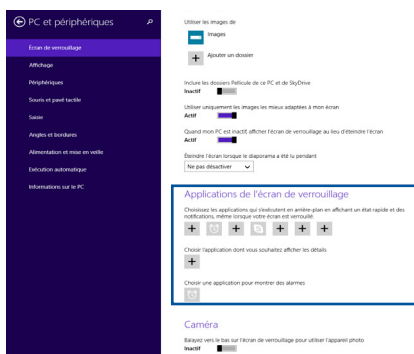 PC et périphériques
Écran de verrouillage
Affichage
Périphériques
Souris et pavé tactile
Saisie
Angles et bordures
Alimentation et mise en veille
Exécution automatique
Informations sur le PC
Utiliser les images de
Images
Ajouter un dossier
Inclure les dossiers Pellicule de ce PC et de SkyDrive
Inactif
Utiliser uniquement les images les mieux adaptées à mon écran
Actif
Quand mon PC est inactif afficher l'écran de verrouillage au lieu d'éteindre l'écran
Actif
Éteindre l'écran lorsque le diaporama a été lu pendant
Ne pas désactiver
Applications de l'écran de verrouillage
Choisissez les applications qui s'exécutent en arrière-plan en affichant un état rapide et des
notifications, même lorsque votre écran est verrouillé.
Choisir l'application dont vous souhaitez afficher les détails
Choisir une application pour montrer des alarmes
Caméra
Balayez vers le bas sur l'écran de verrouillage pour utiliser l'appareil photo
Inactif